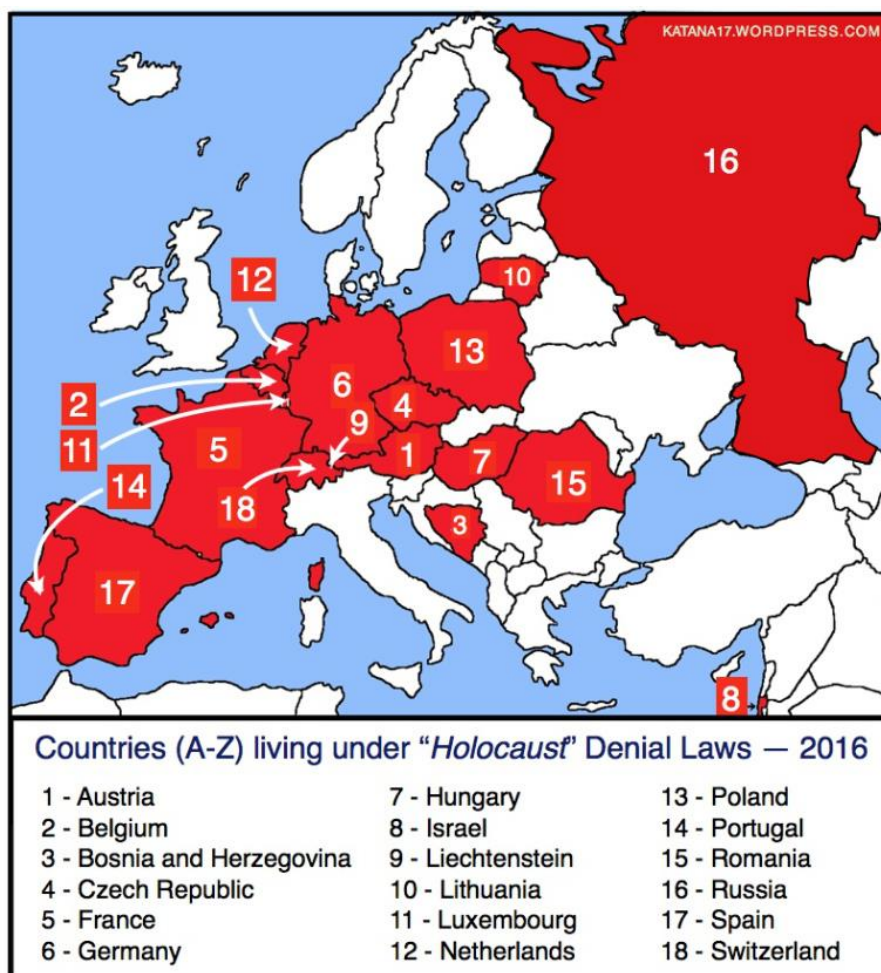 KATANA17.WORDPRESS.COM
16
10
12
13
6
2
4
9
11
5
1
7
14
18
15
3
17
8
Countries (A-Z) living under “Holocaust” Denial Laws — 2016
1 - Austria
2 - Belgium
3 - Bosnia and Herzegovina
4 - Czech Republic
5 - France
6 - Germany
7 - Hungary
8 - Israel
9 - Liechtenstein
10 - Lithuania
11 - Luxembourg
12 - Netherlands
13 - Poland
14 - Portugal
15 - Romania
16 - Russia
17 - Spain
18 - Switzerland